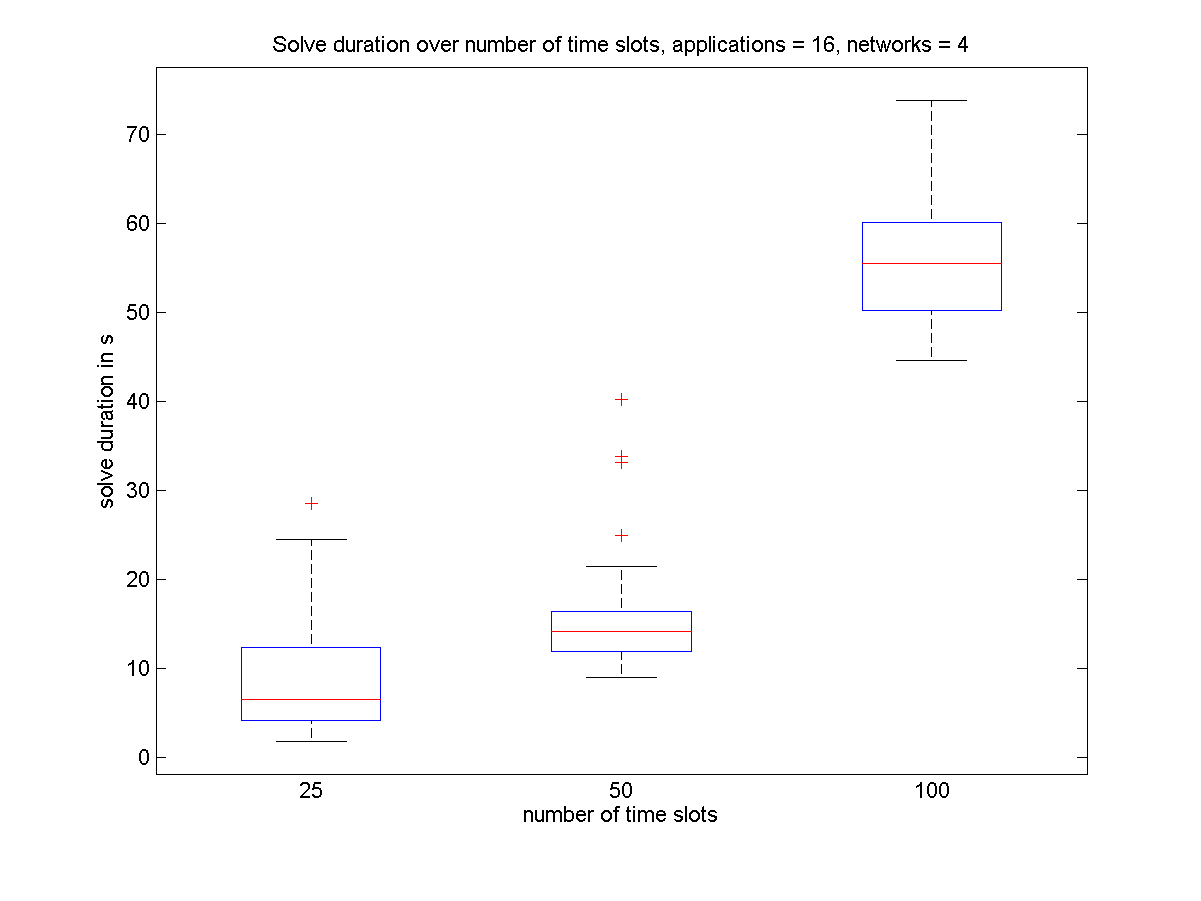 Solve duration over number of time slots, applications = 16, networks = 4
70
60
50
40
30
20
10
0
solve duration in s
25 50 100
number of time slots